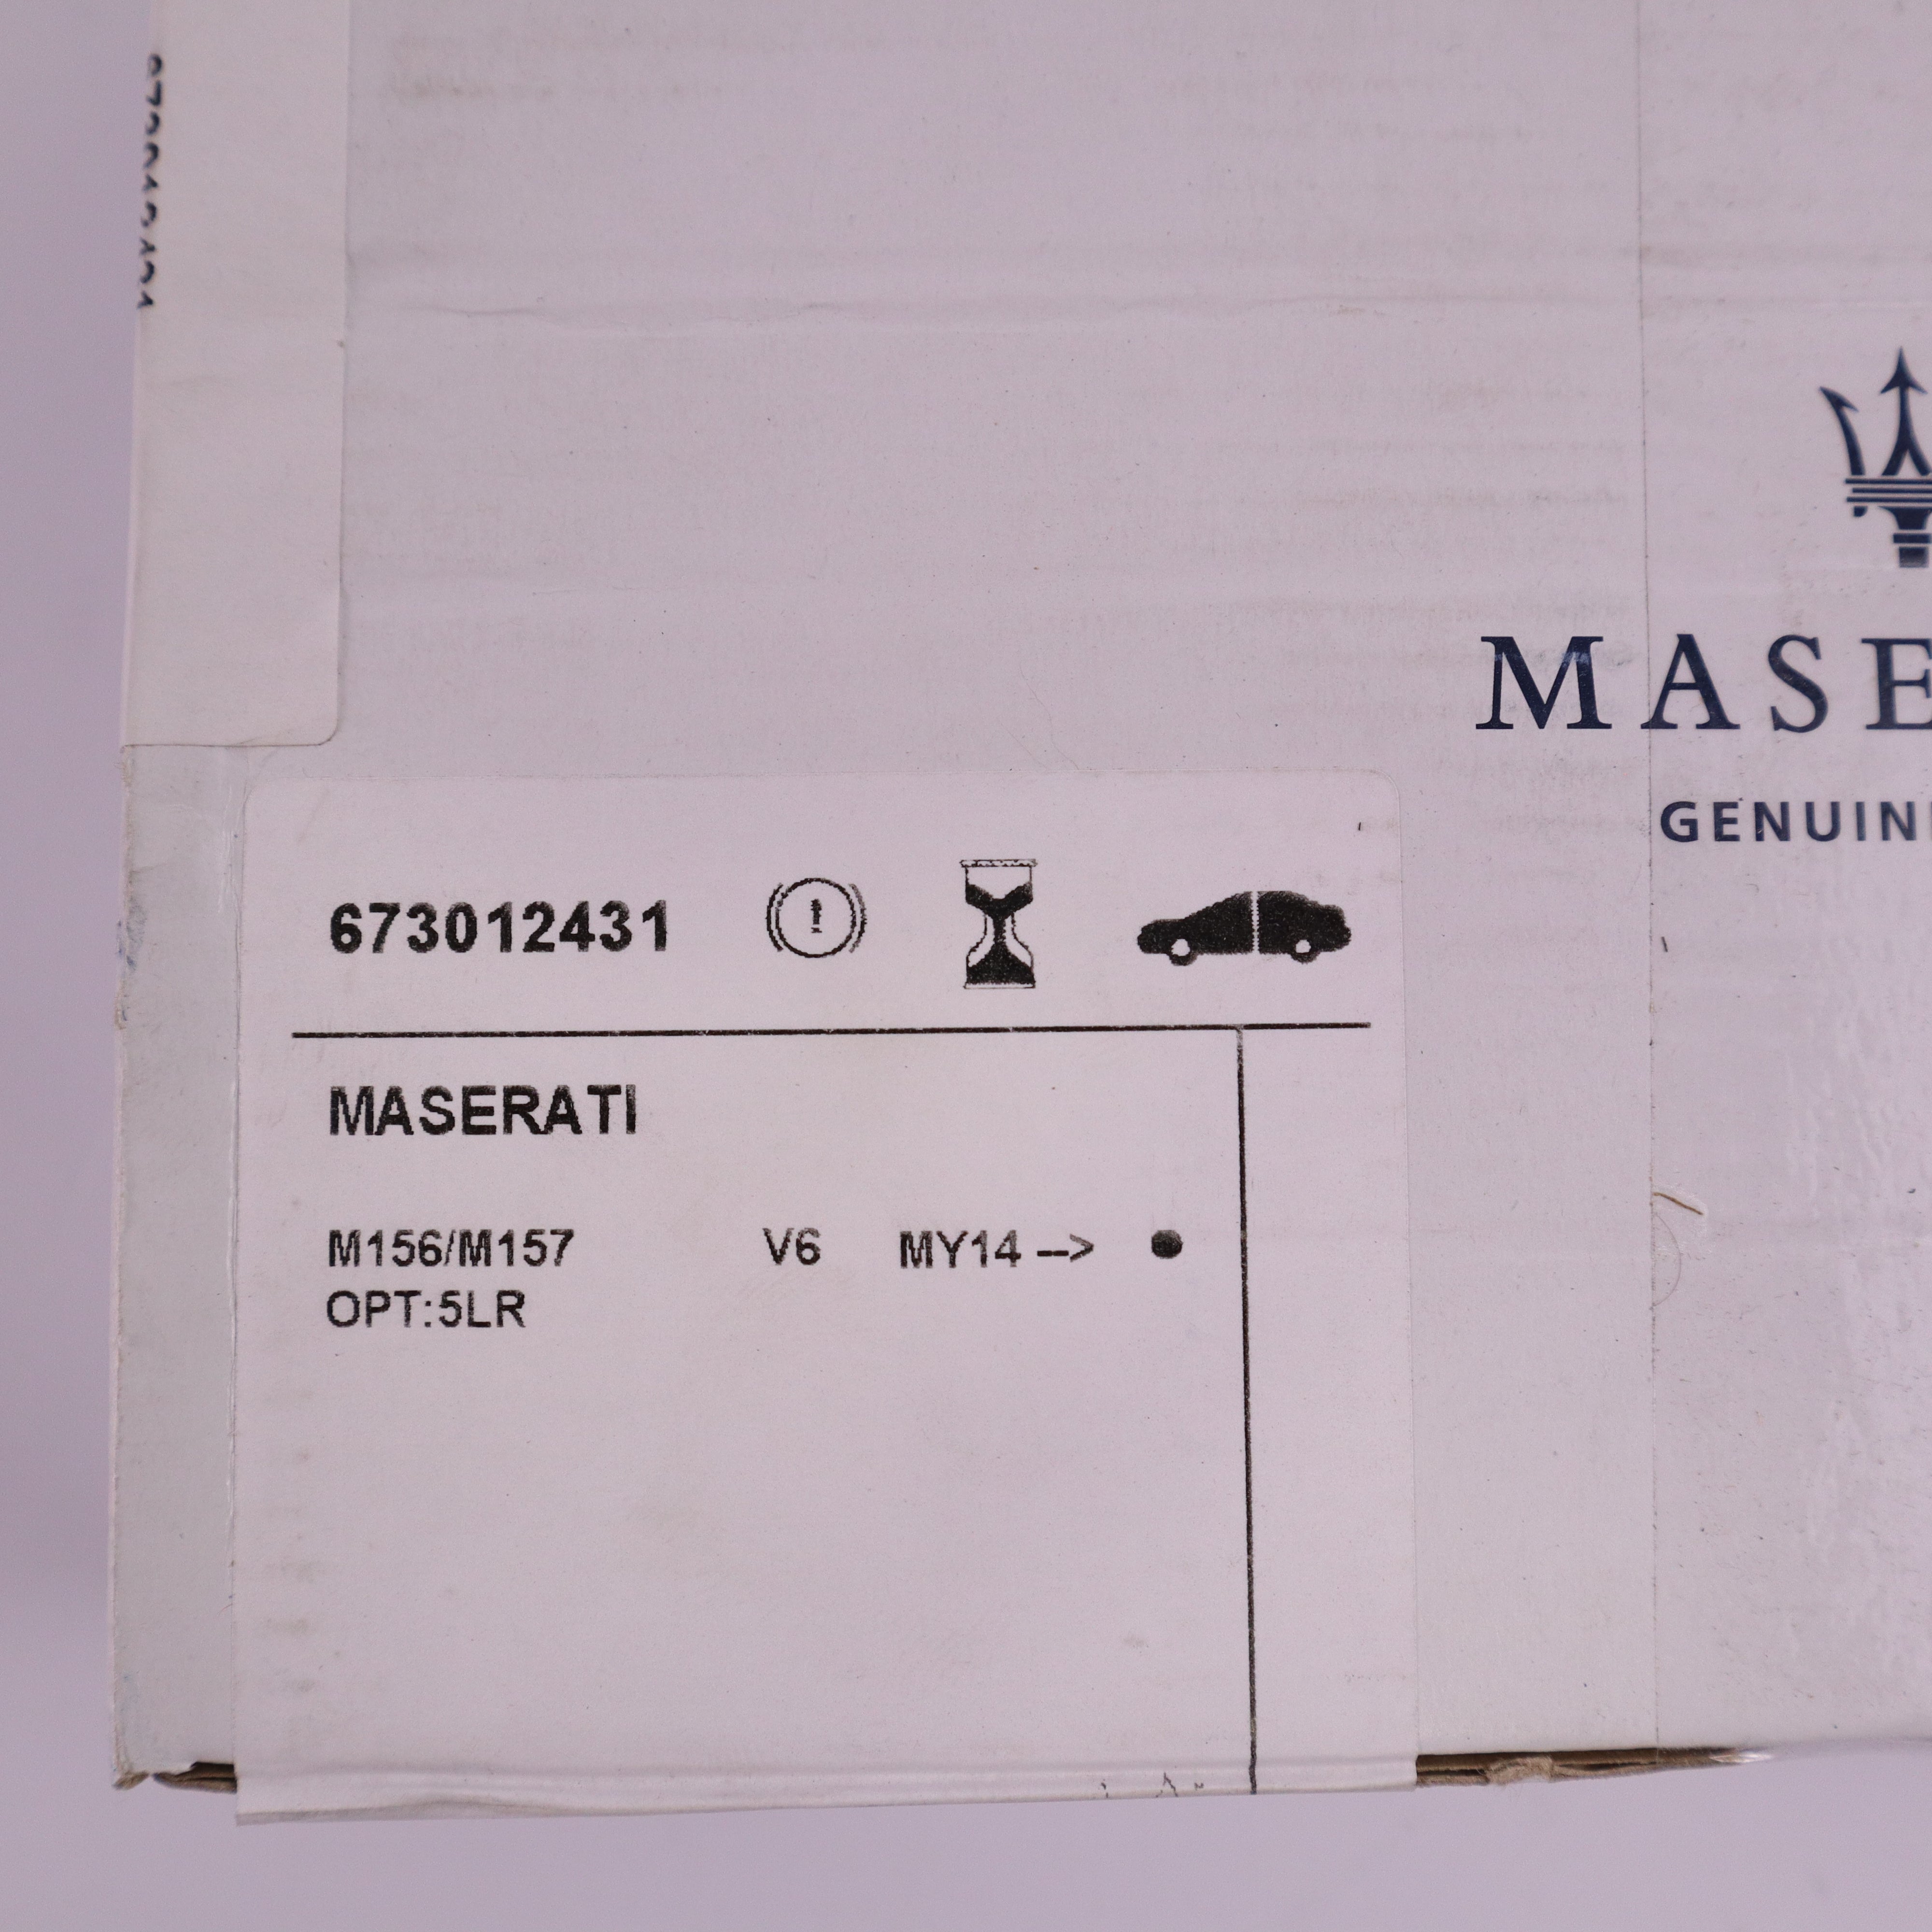 MASE
GENUIN
673012431
MASERATI
M156/M157 V6 MY14 -->
OPT:5LR